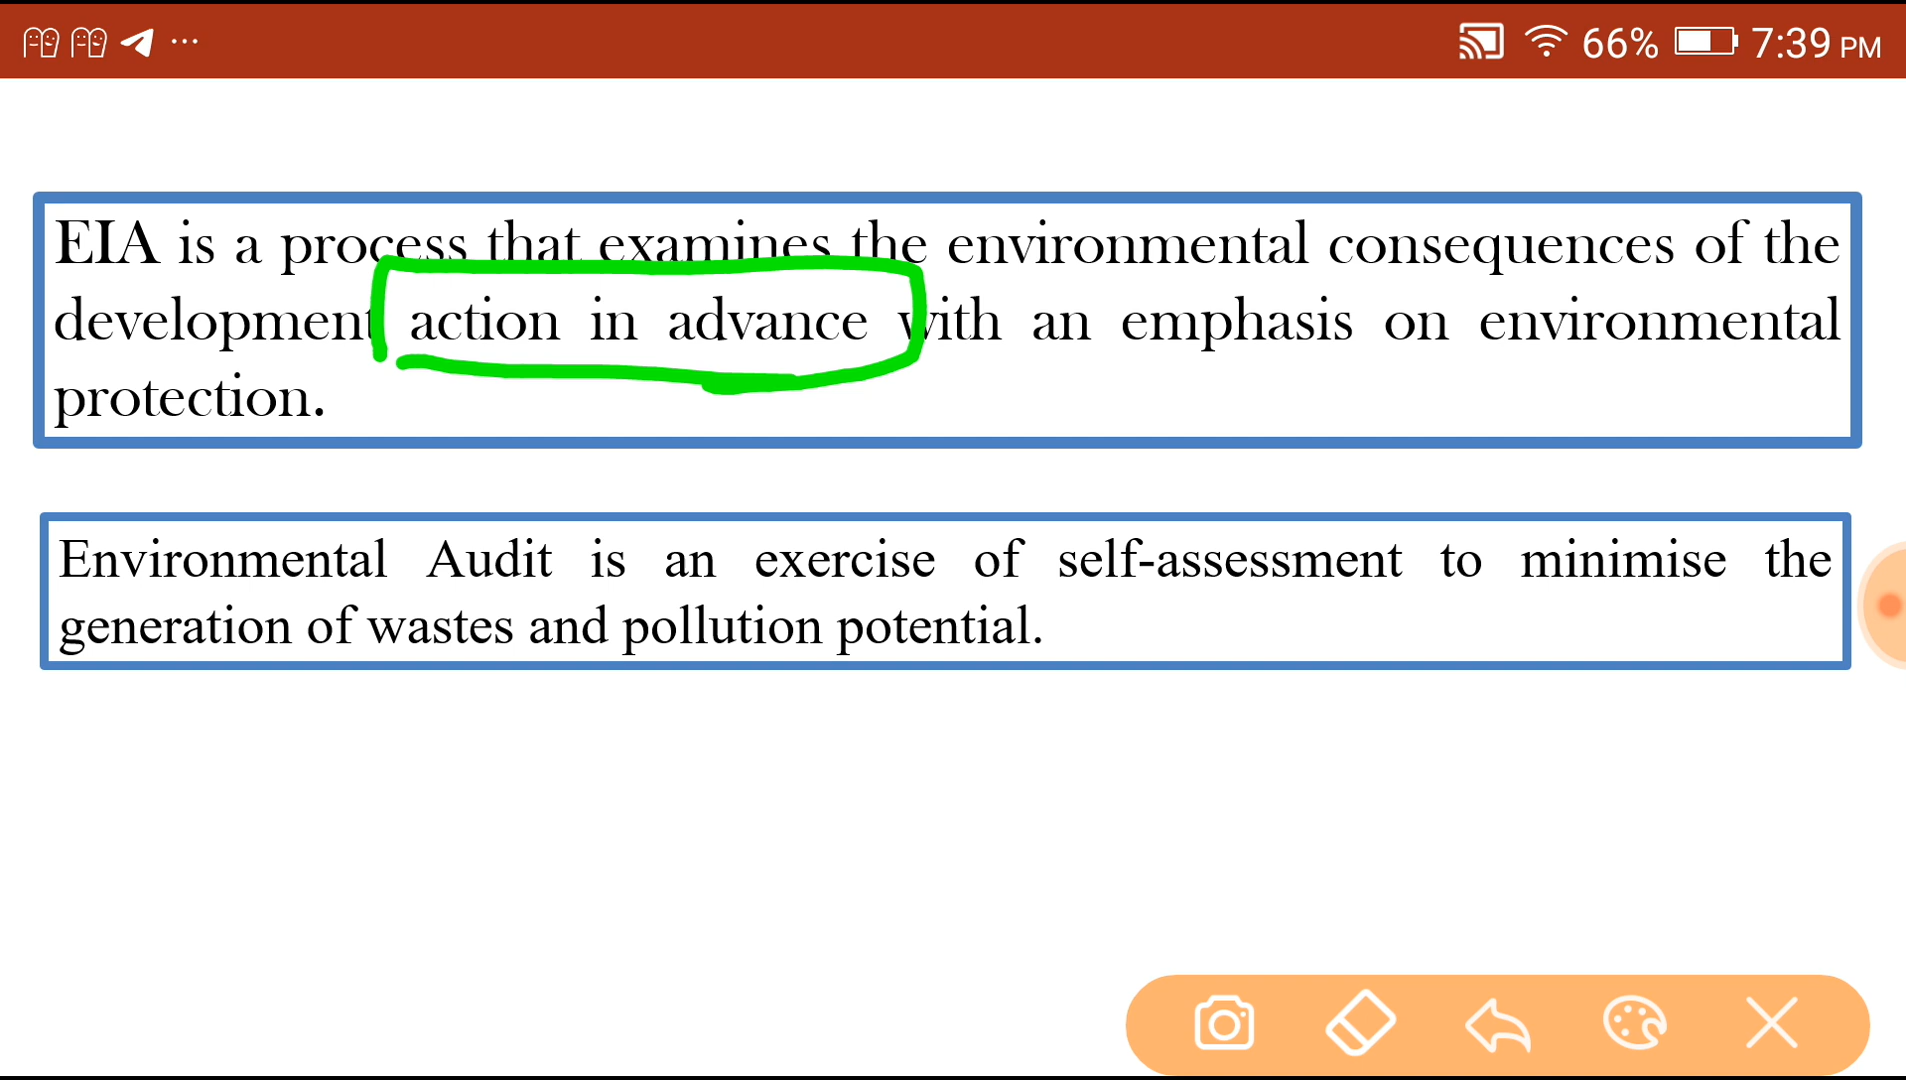 66% 7:39 PM
EIA is a process that examines the environmental consequences of the
development action in advance with an emphasis on environmental
protection.
Environmental Audit is an exercise of self-assessment to minimise the
generation of wastes and pollution potential.